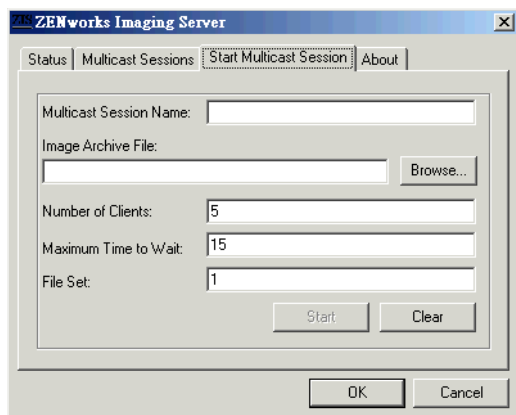 ZIS ZENworks Imaging Server
Status Multicast Sessions Start Multicast Session About
Multicast Session Name:
Image Archive File:
Browse...
Number of Clients: 5
Maximum Time to Wait: 15
File Set: 1
Start Clear
OK Cancel